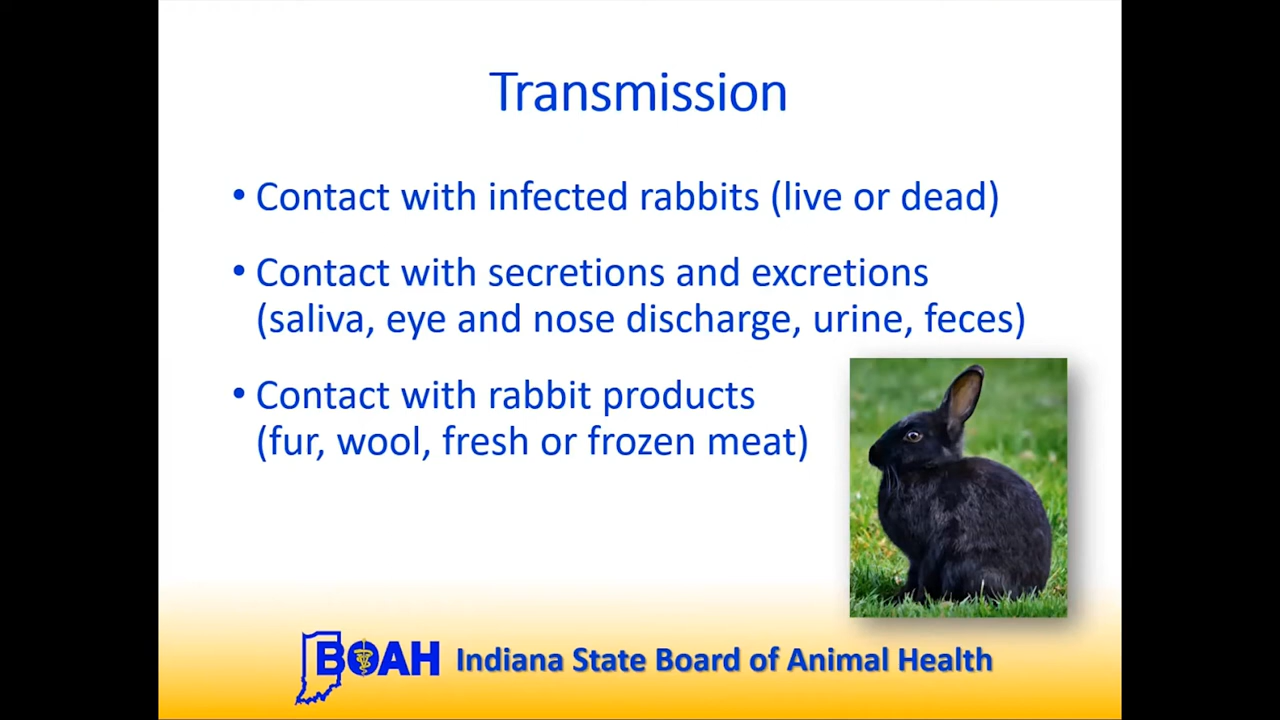 Transmission
• Contact with infected rabbits (live or dead)
• Contact with secretions and excretions
(saliva, eye and nose discharge, urine, feces)
• Contact with rabbit products
(fur, wool, fresh or frozen meat)
BOAH Indiana State Board of Animal Health